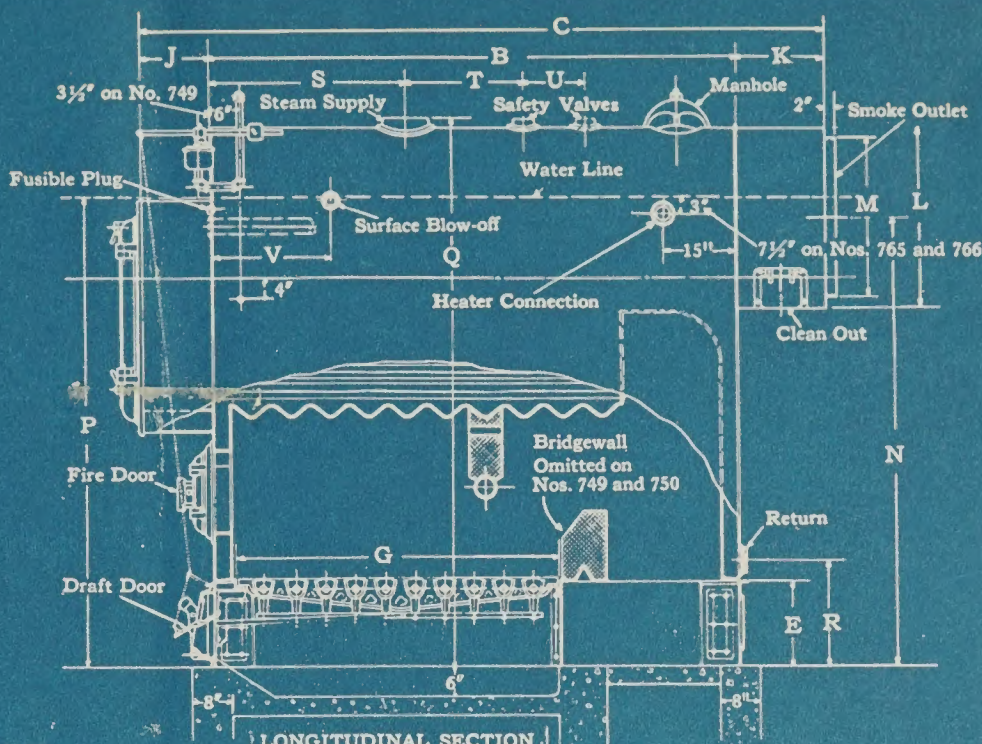 C
J
B
K
S
T
U
3½" on No. 749
6"
Steam Supply
Safety Valves
Manhole
2"
Smoke Outlet
Fusible Plug
Water Line
M
L
Surface Blow-off
3"
V
Q
15"
7½" on Nos. 765 and 766
4"
Heater Connection
Clean Out
P
Bridgewall
Omitted on
Nos. 749 and 750
N
Fire Door
Return
G
Draft Door
E
R
6"
8"
8"
LONGITUDINAL SECTION